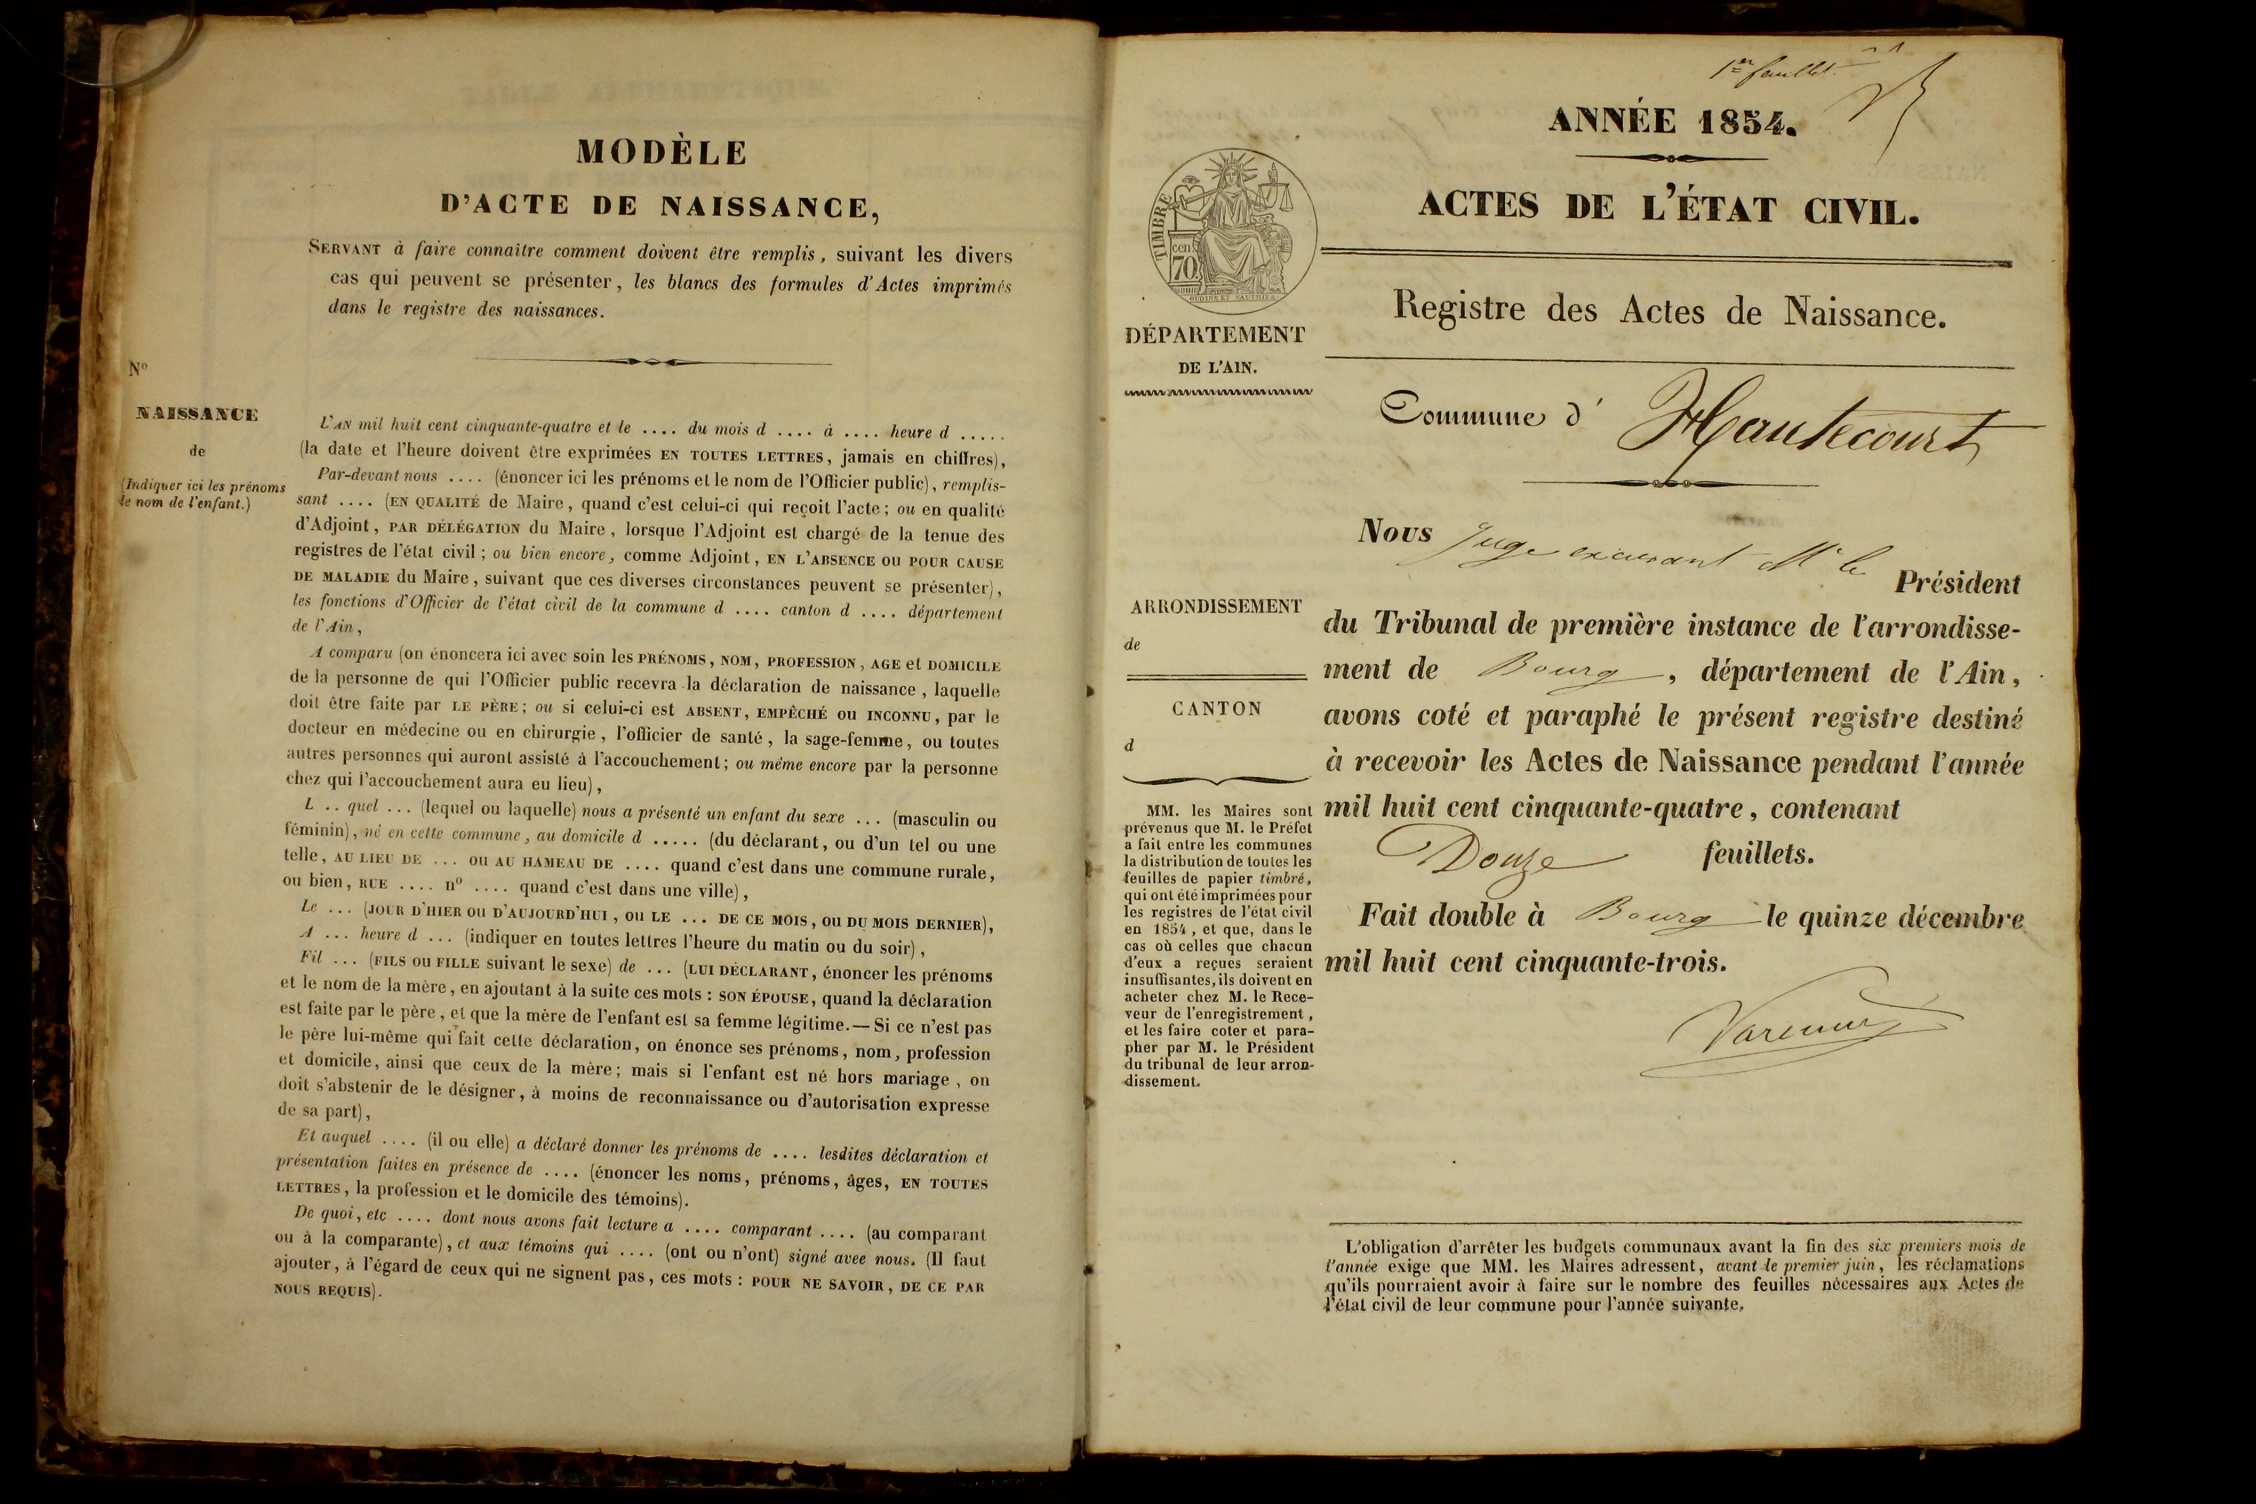 MODÈLE
D'ACTE DE NAISSANCE,
SERVANT à faire connaître comment doivent être remplis, suivant les divers
cas qui peuvent se présenter, les blancs des formules d'Actes imprimés
dans le registre des naissances.
No
NAISSANCE
de
(Indiquer ici les prénoms
le nom de l'enfant.)
L'AN mil huit cent cinquante-quatre et le .... du mois d .... à .... heure d .....
(la date et l'heure doivent être exprimées EN TOUTES LETTRES, jamais en chiffres),
Par-devant nous .... (énoncer ici les prénoms et le nom de l'Officier public), remplis-
sant .... (EN QUALITÉ de Maire, quand c'est celui-ci qui reçoit l'acte; ou en qualité
d'Adjoint, PAR DÉLÉGATION du Maire, lorsque l'Adjoint est chargé de la tenue des
registres de l'état civil; ou bien encore, comme Adjoint, EN L'ABSENCE OU POUR CAUSE
DE MALADIE du Maire, suivant que ces diverses circonstances peuvent se présenter),
les fonctions d'Officier de l'état civil de la commune d .... canton d .... département
de l'Ain,
A comparu (on énoncera ici avec soin les PRÉNOMS, NOM, PROFESSION, AGE et DOMICILE
de la personne de qui l'Officier public recevra la déclaration de naissance, laquelle
doit être faite par LE PÈRE; ou si celui-ci est ABSENT, EMPÊCHÉ OU INCONNU, par le
docteur en médecine ou en chirurgie, l'officier de santé, la sage-femme, ou toutes
autres personnes qui auront assisté à l'accouchement; ou même encore par la personne
chez qui l'accouchement aura eu lieu),
L .. quel ... (lequel ou laquelle) nous a présenté un enfant du sexe ... (masculin ou
féminin), né en cette commune, au domicile d ..... (du déclarant, ou d'un tel ou une
telle, AU LIEU DE ... OU AU HAMEAU DE .... quand c'est dans une commune rurale,
ou bien, RUE .... no .... quand c'est dans une ville),
Le ... (JOUR D'HIER OU D'AUJOURD'HUI, OU LE ... DE CE MOIS, OU DU MOIS DERNIER),
A ... heure d ... (indiquer en toutes lettres l'heure du matin ou du soir),
Fil ... (FILS OU FILLE suivant le sexe) de ... (LUI DÉCLARANT, énoncer les prénoms
et le nom de la mère, en ajoutant à la suite ces mots : SON ÉPOUSE, quand la déclaration
est faite par le père, et que la mère de l'enfant est sa femme légitime. — Si ce n'est pas
le père lui-même qui fait cette déclaration, on énonce ses prénoms, nom, profession
et domicile, ainsi que ceux de la mère; mais si l'enfant est né hors mariage, on
doit s'abstenir de le désigner, à moins de reconnaissance ou d'autorisation expresse
de sa part),
Et auquel .... (il ou elle) a déclaré donner les prénoms de .... lesdites déclaration et
présentation faites en présence de .... (énoncer les noms, prénoms, âges, EN TOUTES
LETTRES, la profession et le domicile des témoins).
De quoi, etc .... dont nous avons fait lecture a .... comparant .... (au comparant
ou à la comparante), et aux témoins qui .... (ont ou n'ont) signé avec nous. (Il faut
ajouter, à l'égard de ceux qui ne signent pas, ces mots : POUR NE SAVOIR, DE CE PAR
NOUS REQUIS).
1er feuillet
ANNÉE 1854.
ACTES DE L'ÉTAT CIVIL.
TIMBRE
cen
70
Registre des Actes de Naissance.
DÉPARTEMENT
DE L'AIN.
Commune d' Hautecourt
Nous Juge excusant Mr le Président
du Tribunal de première instance de l'arrondisse-
ment de Bourg, département de l'Ain,
avons coté et paraphé le présent registre destiné
à recevoir les Actes de Naissance pendant l'année
mil huit cent cinquante-quatre, contenant
Douze feuillets.
Fait double à Bourg le quinze décembre
mil huit cent cinquante-trois.
ARRONDISSEMENT
de
CANTON
d
MM. les Maires sont
prévenus que M. le Préfet
a fait entre les communes
la distribution de toutes les
feuilles de papier timbré,
qui ont été imprimées pour
les registres de l'état civil
en 1854, et que, dans le
cas où celles que chacun
d'eux a reçues seraient
insuffisantes, ils doivent en
acheter chez M. le Rece-
veur de l'enregistrement,
et les faire coter et para-
pher par M. le Président
du tribunal de leur arron-
dissement.
L'obligation d'arrêter les budgets communaux avant la fin des six premiers mois de
l'année exige que MM. les Maires adressent, avant le premier juin, les réclamations
qu'ils pourraient avoir à faire sur le nombre des feuilles nécessaires aux Actes de
l'état civil de leur commune pour l'année suivante.